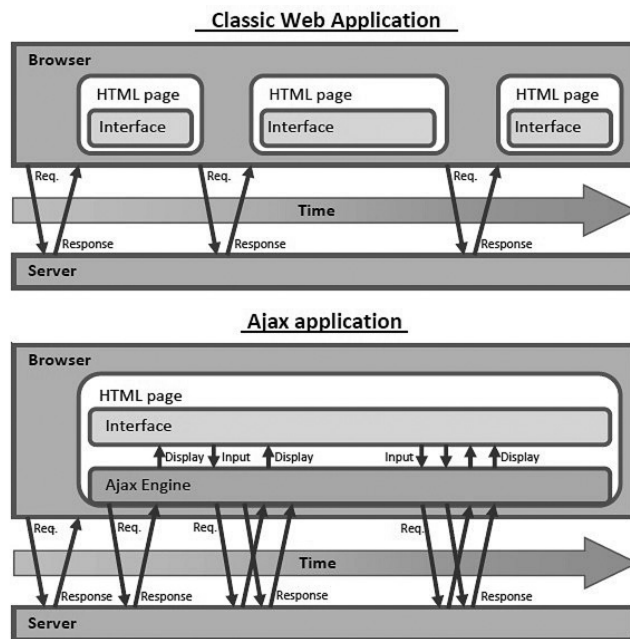 Classic Web Application
Browser
HTML page HTML page HTML page
Interface Interface Interface
Req. Req. Req.
Time
Response Response Response
Server
Ajax application
Browser
HTML page
Interface
Display Input Display Input Display
Ajax Engine
Req. Req. Req. Req.
Time
Response Response Response Response
Server